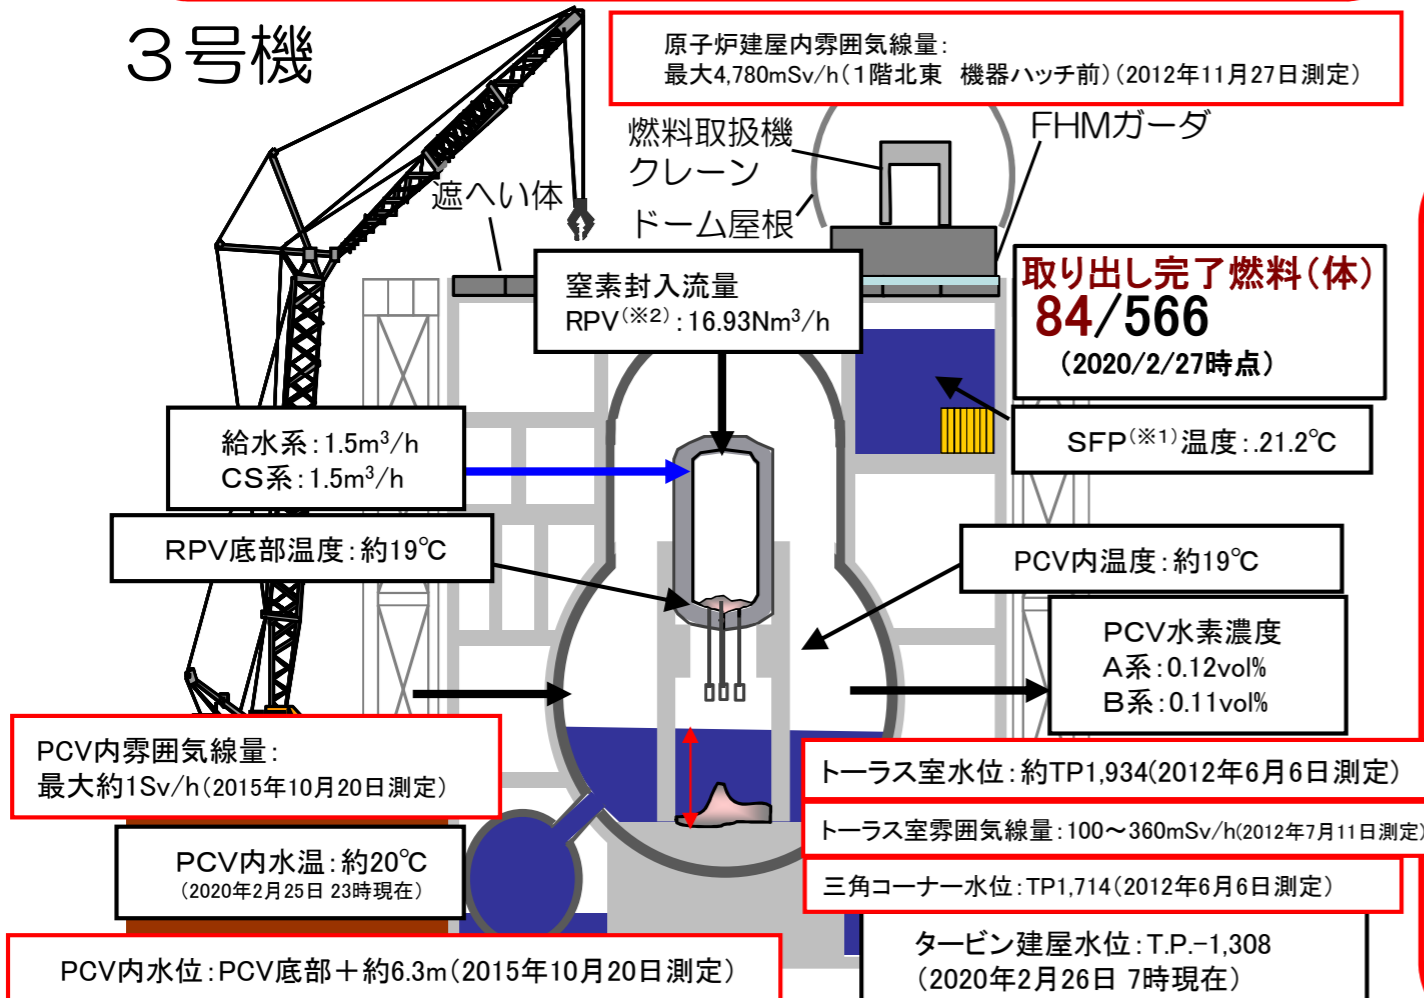 3号機
原子炉建屋内雰囲気線量：
最大4,780mSv/h（1階北東　機器ハッチ前）（2012年11月27日測定）
燃料取扱機
クレーン
FHMガーダ
遮へい体
ドーム屋根
窒素封入流量
RPV(※2)：16.93Nm³/h
取り出し完了燃料（体）
84/566
（2020/2/27時点）
給水系：1.5m³/h
CS系：1.5m³/h
SFP(※1)温度：.21.2℃
RPV底部温度：約19℃
PCV内温度：約19℃
PCV水素濃度
A系：0.12vol%
B系：0.11vol%
PCV内雰囲気線量：
最大約1Sv/h（2015年10月20日測定）
トーラス室水位：約TP1,934（2012年6月6日測定）
トーラス室雰囲気線量：100～360mSv/h（2012年7月11日測定）
PCV内水温：約20℃
（2020年2月25日 23時現在）
三角コーナー水位：TP1,714（2012年6月6日測定）
タービン建屋水位：T.P.-1,308
（2020年2月26日 7時現在）
PCV内水位：PCV底部＋約6.3m（2015年10月20日測定）